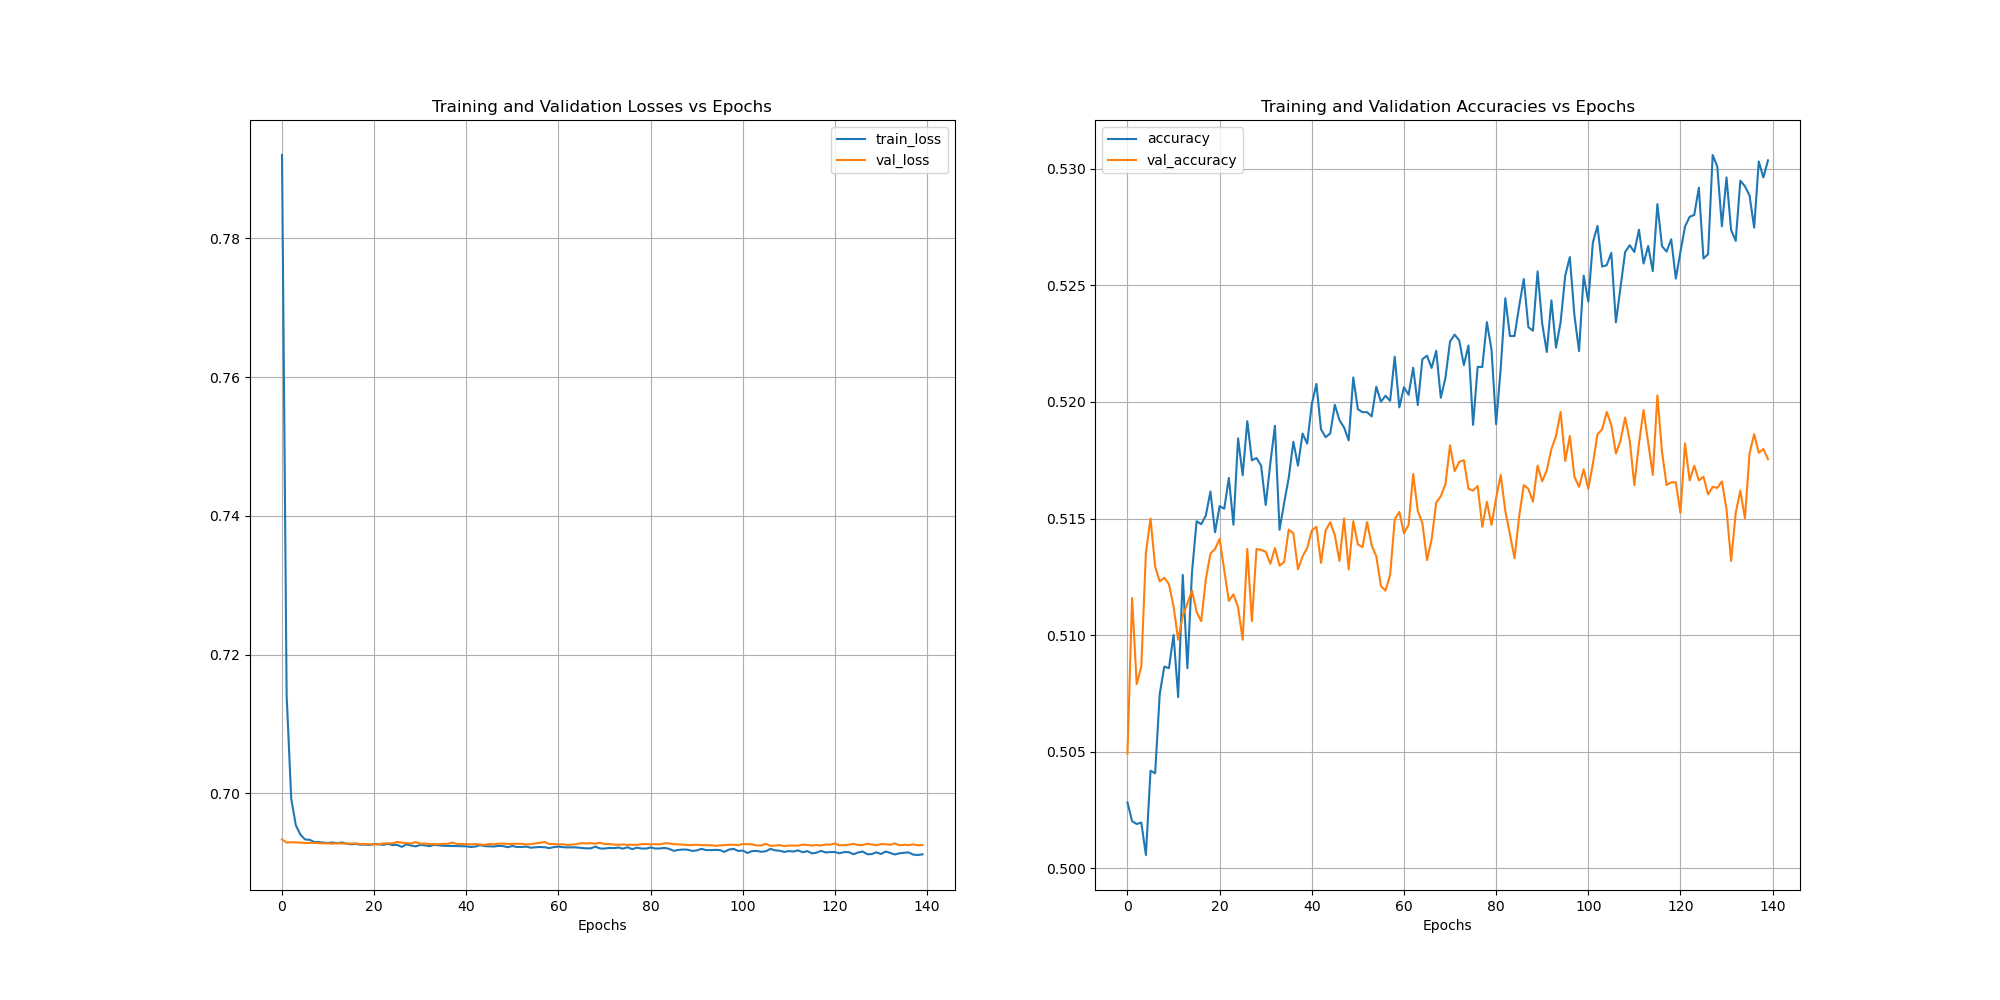 Training and Validation Losses vs Epochs
train_loss
val_loss
0.78
0.76
0.74
0.72
0.70
0 20 40 60 80 100 120 140
Epochs
Training and Validation Accuracies vs Epochs
accuracy
val_accuracy
0.530
0.525
0.520
0.515
0.510
0.505
0.500
0 20 40 60 80 100 120 140
Epochs